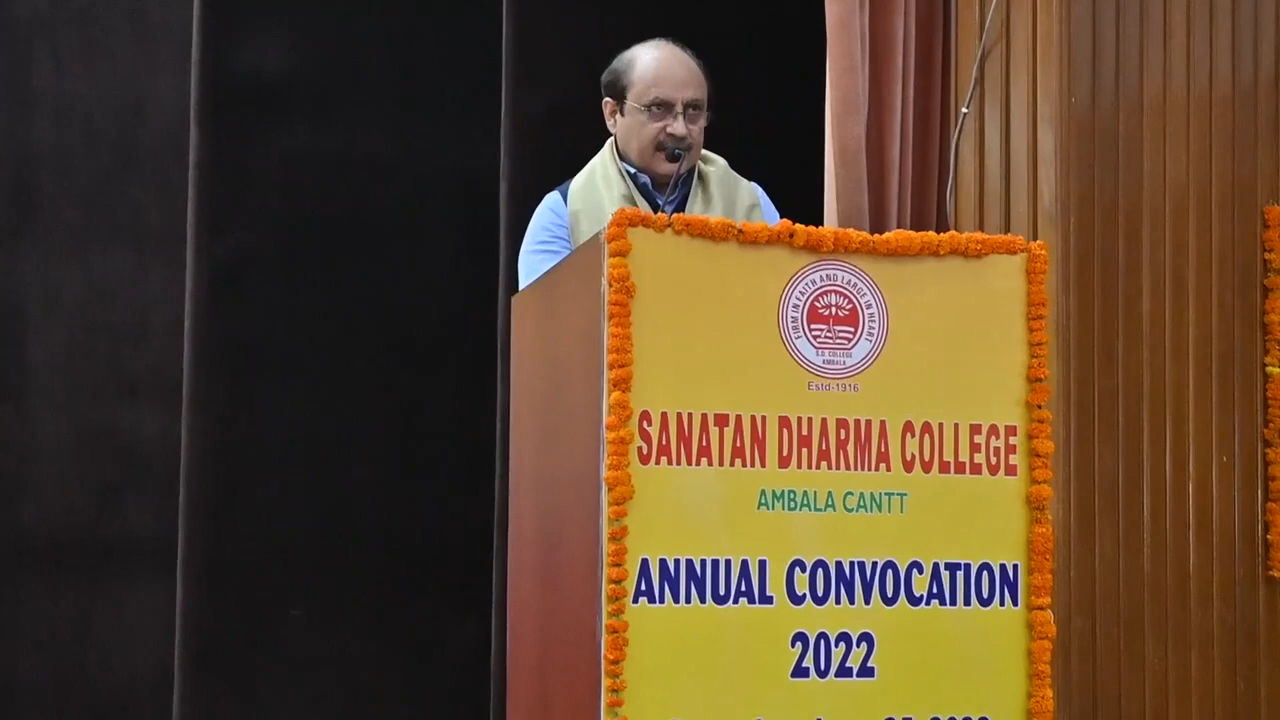 FIRM IN FAITH AND LARGE IN HEART
S.D. COLLEGE
AMBALA
Estd-1916
SANATAN DHARMA COLLEGE
AMBALA CANTT
ANNUAL CONVOCATION
2022